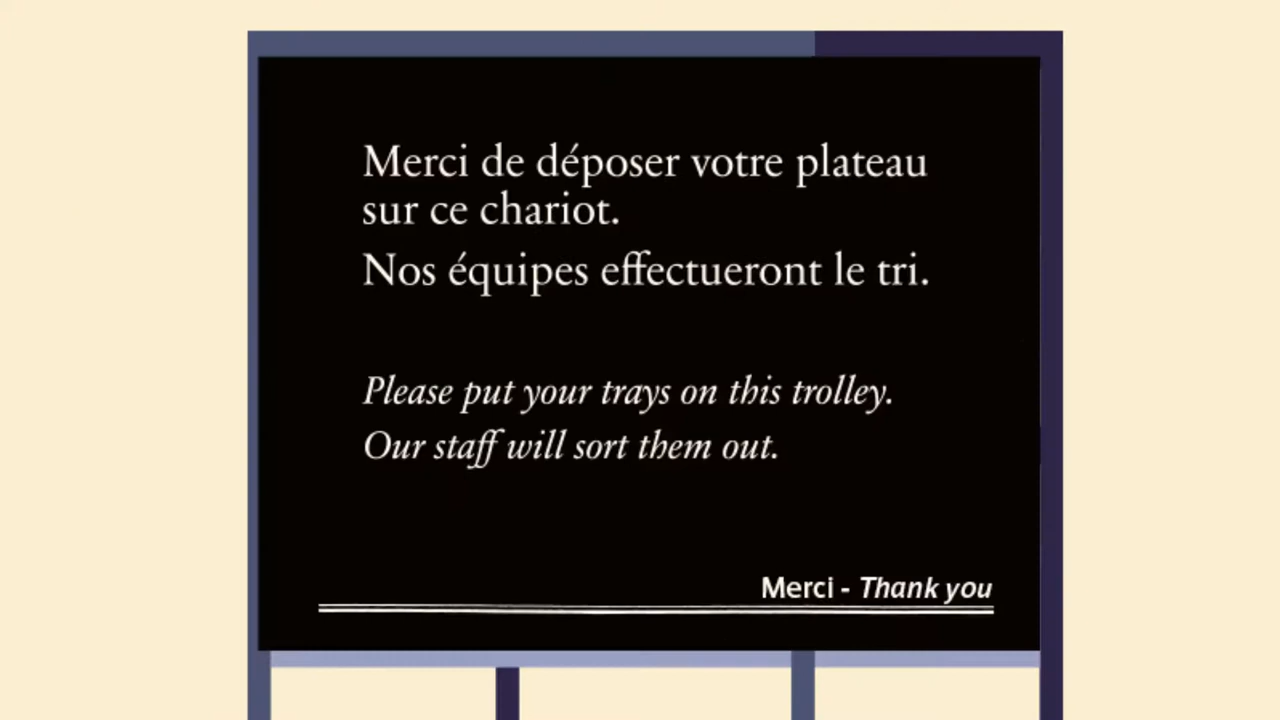 Merci de déposer votre plateau
sur ce chariot.
Nos équipes effectueront le tri.
Please put your trays on this trolley.
Our staff will sort them out.
Merci - Thank you